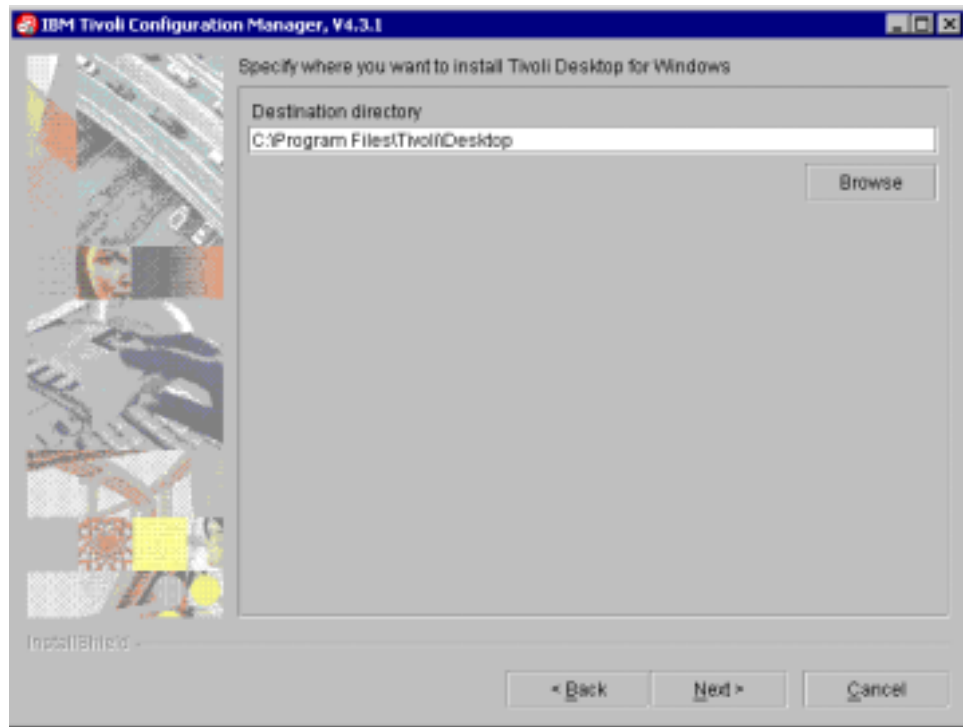 IBM Tivoli Configuration Manager, V4.3.1
Specify where you want to install Tivoli Desktop for Windows
Destination directory
C:\Program Files\Tivoli\Desktop
Browse
InstallShield
< Back
Next >
Cancel